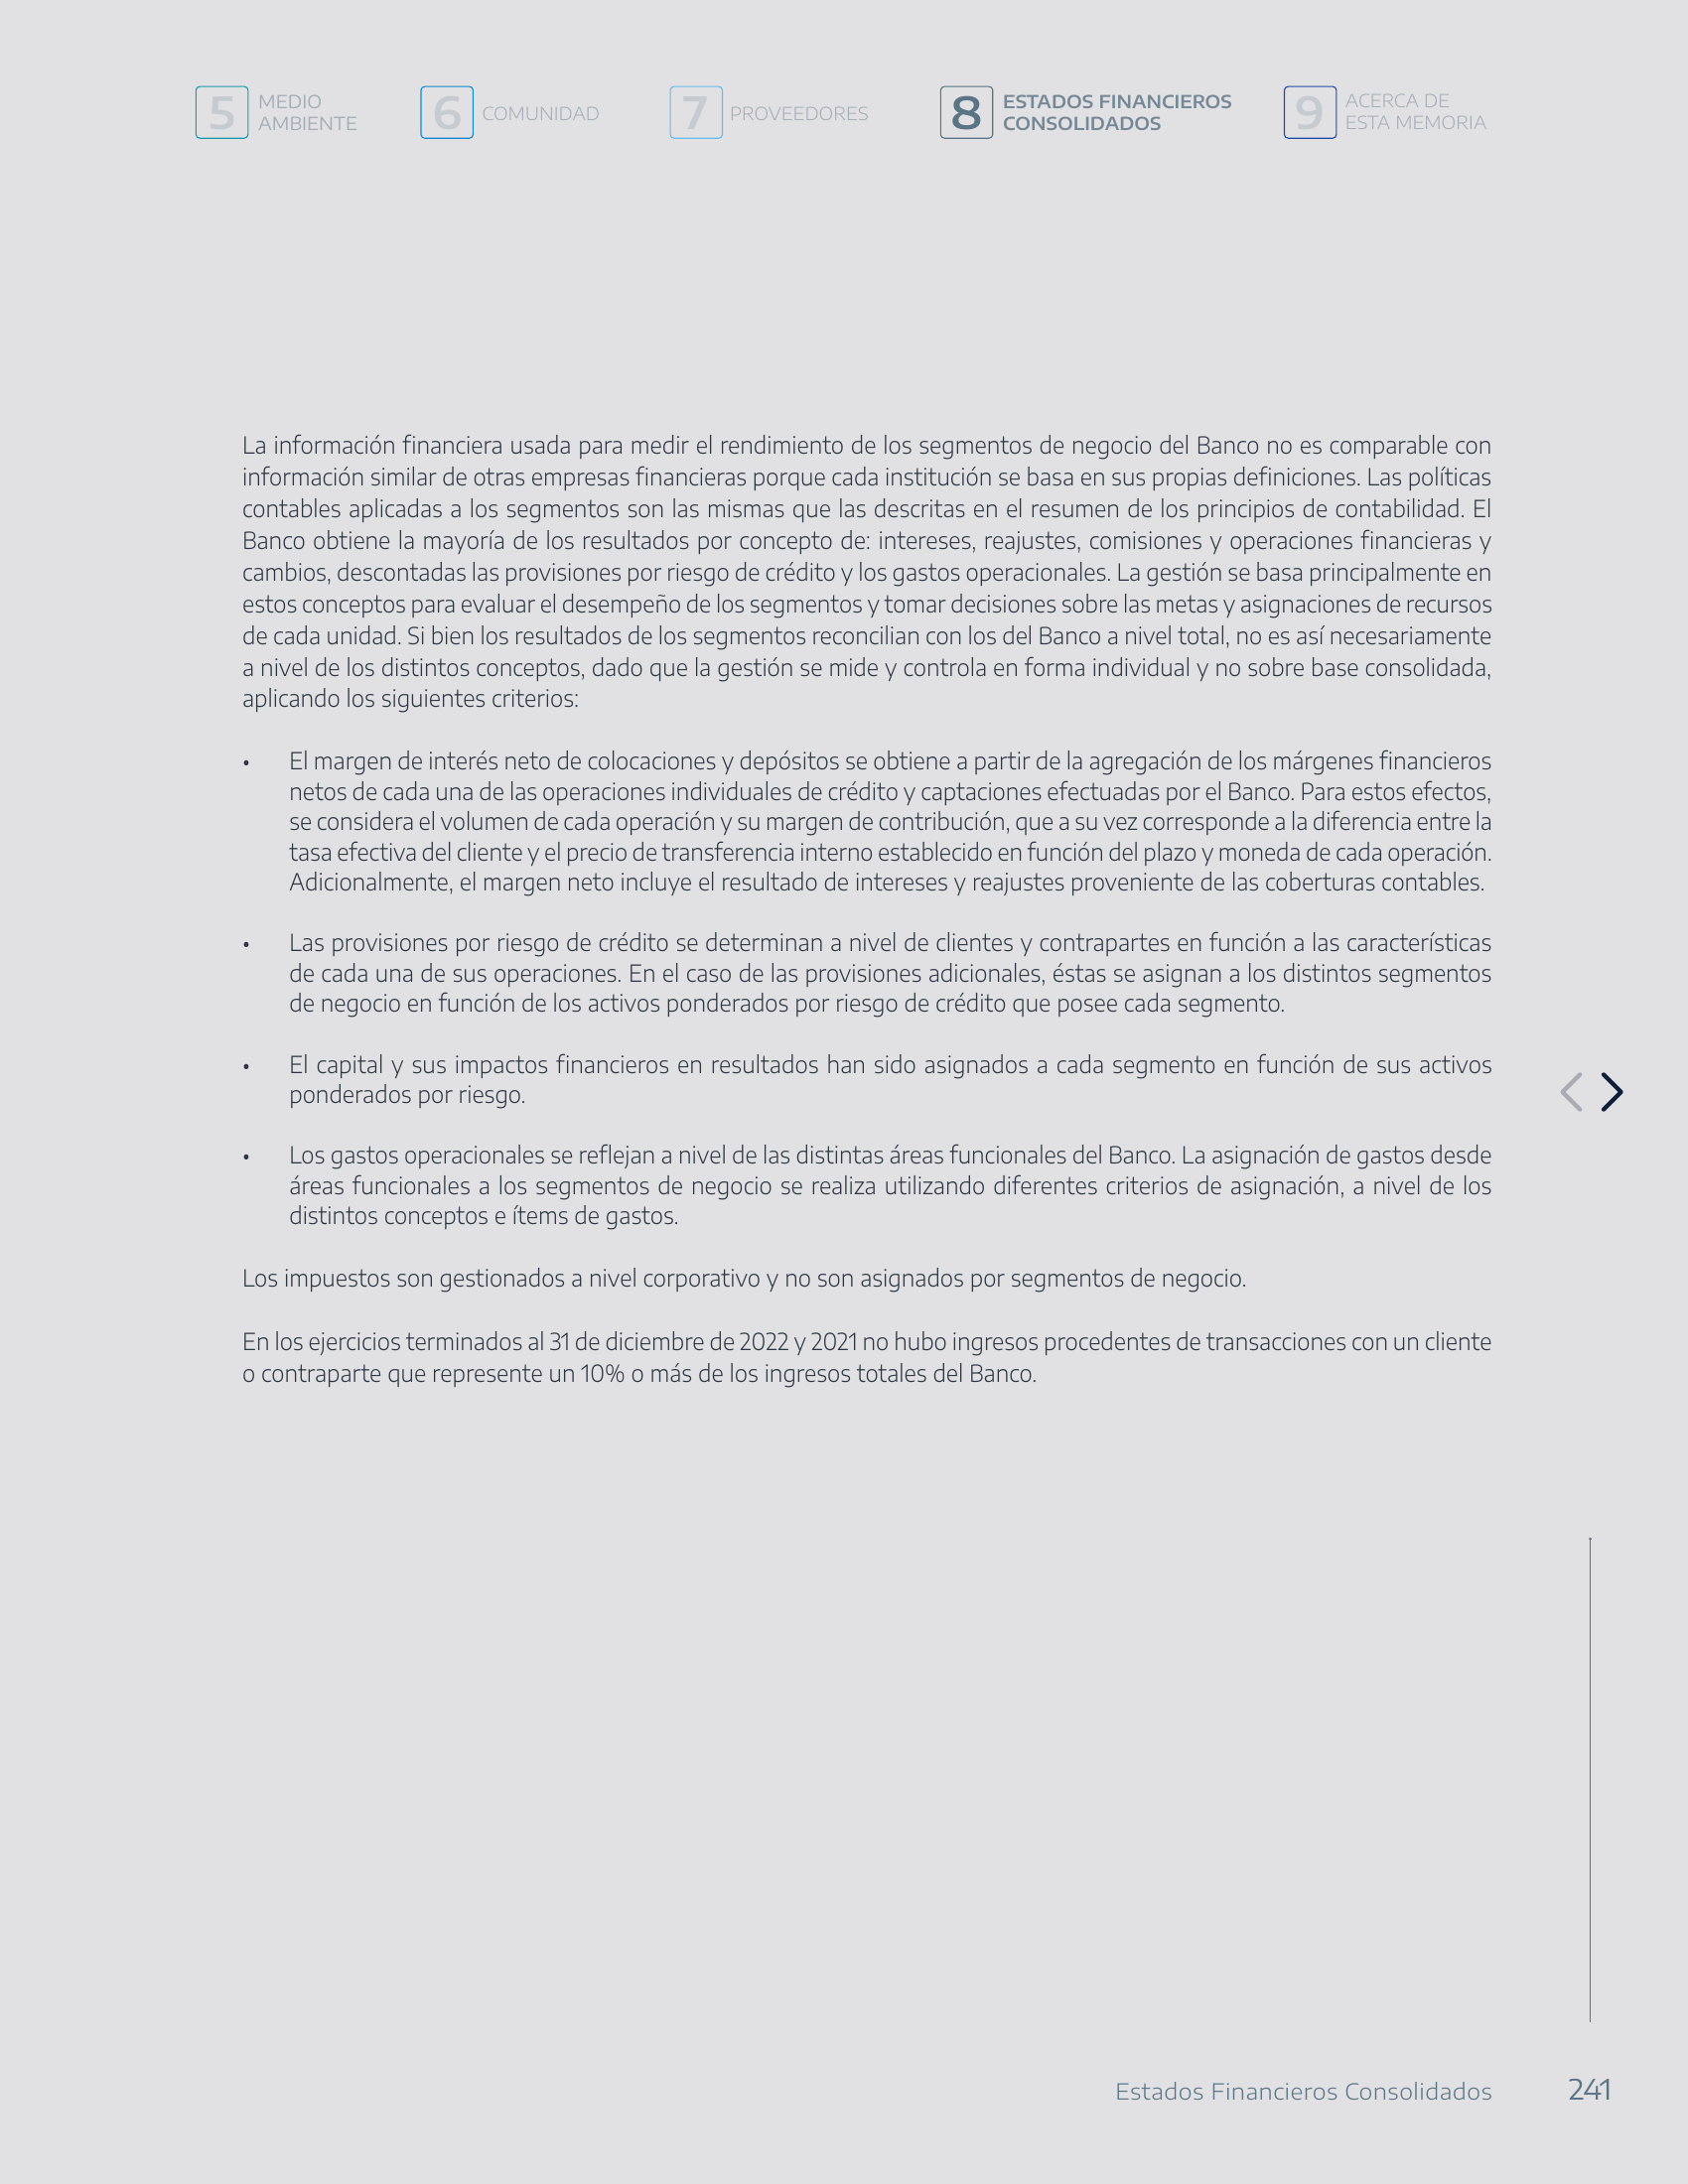 5 MEDIO AMBIENTE
6 COMUNIDAD
7 PROVEEDORES
8 ESTADOS FINANCIEROS CONSOLIDADOS
9 ACERCA DE ESTA MEMORIA
La información financiera usada para medir el rendimiento de los segmentos de negocio del Banco no es comparable con
información similar de otras empresas financieras porque cada institución se basa en sus propias definiciones. Las políticas
contables aplicadas a los segmentos son las mismas que las descritas en el resumen de los principios de contabilidad. El
Banco obtiene la mayoría de los resultados por concepto de: intereses, reajustes, comisiones y operaciones financieras y
cambios, descontadas las provisiones por riesgo de crédito y los gastos operacionales. La gestión se basa principalmente en
estos conceptos para evaluar el desempeño de los segmentos y tomar decisiones sobre las metas y asignaciones de recursos
de cada unidad. Si bien los resultados de los segmentos reconcilian con los del Banco a nivel total, no es así necesariamente
a nivel de los distintos conceptos, dado que la gestión se mide y controla en forma individual y no sobre base consolidada,
aplicando los siguientes criterios:
• El margen de interés neto de colocaciones y depósitos se obtiene a partir de la agregación de los márgenes financieros
netos de cada una de las operaciones individuales de crédito y captaciones efectuadas por el Banco. Para estos efectos,
se considera el volumen de cada operación y su margen de contribución, que a su vez corresponde a la diferencia entre la
tasa efectiva del cliente y el precio de transferencia interno establecido en función del plazo y moneda de cada operación.
Adicionalmente, el margen neto incluye el resultado de intereses y reajustes proveniente de las coberturas contables.
• Las provisiones por riesgo de crédito se determinan a nivel de clientes y contrapartes en función a las características
de cada una de sus operaciones. En el caso de las provisiones adicionales, éstas se asignan a los distintos segmentos
de negocio en función de los activos ponderados por riesgo de crédito que posee cada segmento.
• El capital y sus impactos financieros en resultados han sido asignados a cada segmento en función de sus activos
ponderados por riesgo.
• Los gastos operacionales se reflejan a nivel de las distintas áreas funcionales del Banco. La asignación de gastos desde
áreas funcionales a los segmentos de negocio se realiza utilizando diferentes criterios de asignación, a nivel de los
distintos conceptos e ítems de gastos.
Los impuestos son gestionados a nivel corporativo y no son asignados por segmentos de negocio.
En los ejercicios terminados al 31 de diciembre de 2022 y 2021 no hubo ingresos procedentes de transacciones con un cliente
o contraparte que represente un 10% o más de los ingresos totales del Banco.
Estados Financieros Consolidados 241